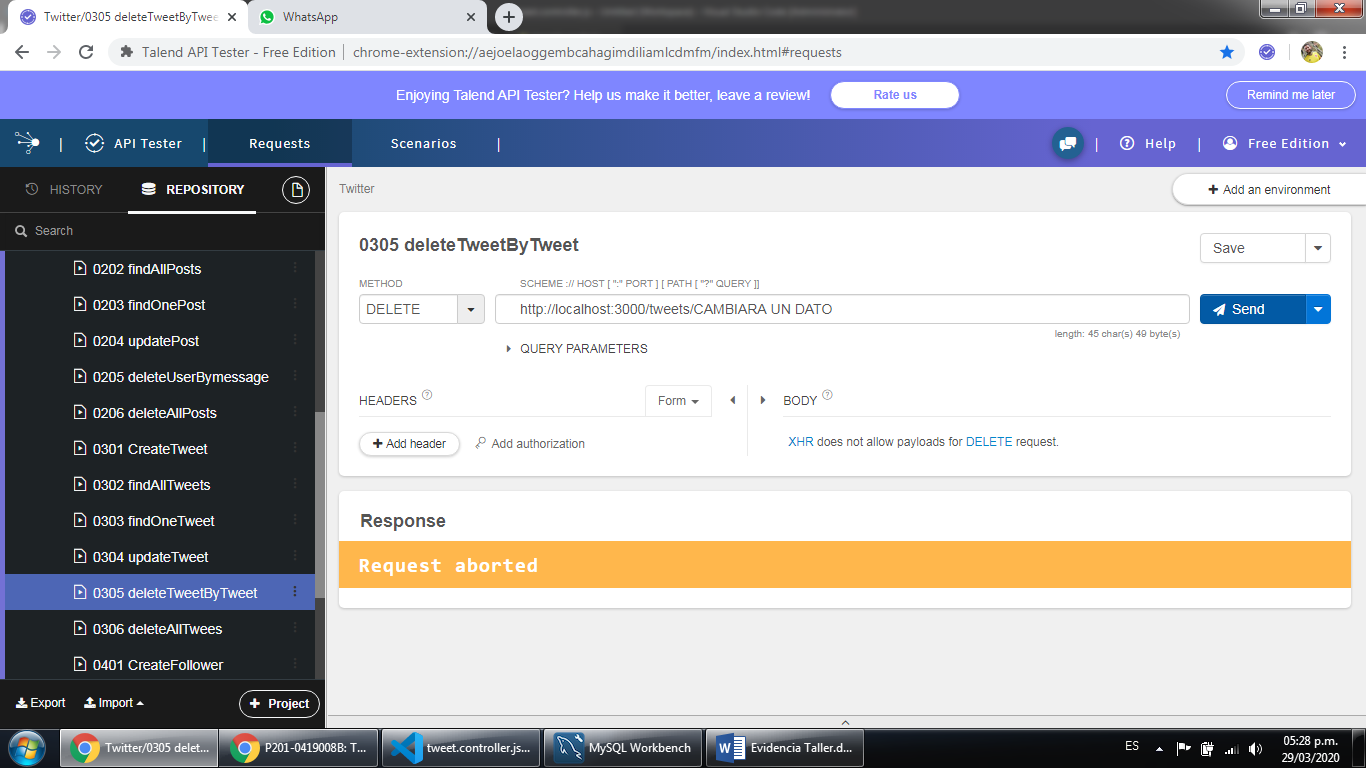 Twitter/0305 deleteTweetByTwee
WhatsApp
Talend API Tester - Free Edition
chrome-extension://aejoelaoggembcahagimdiliamlcdmfm/index.html#requests
Enjoying Talend API Tester? Help us make it better, leave a review!
Rate us
Remind me later
API Tester
Requests
Scenarios
Help
Free Edition
HISTORY
REPOSITORY
Twitter
+ Add an environment
Search
0202 findAllPosts
0203 findOnePost
0204 updatePost
0205 deleteUserBymessage
0206 deleteAllPosts
0301 CreateTweet
0302 findAllTweets
0303 findOneTweet
0304 updateTweet
0305 deleteTweetByTweet
0306 deleteAllTwees
0401 CreateFollower
Export
Import
+ Project
0305 deleteTweetByTweet
Save
METHOD
SCHEME :// HOST [ ":" PORT ] [ PATH [ "?" QUERY ]]
DELETE
http://localhost:3000/tweets/CAMBIARA UN DATO
Send
length: 45 char(s) 49 byte(s)
QUERY PARAMETERS
HEADERS ?
Form
BODY ?
+ Add header
Add authorization
XHR does not allow payloads for DELETE request.
Response
Request aborted
Twitter/0305 delet...
P201-0419008B: T...
tweet.controller.js...
MySQL Workbench
Evidencia Taller.d...
ES
05:28 p.m.
29/03/2020